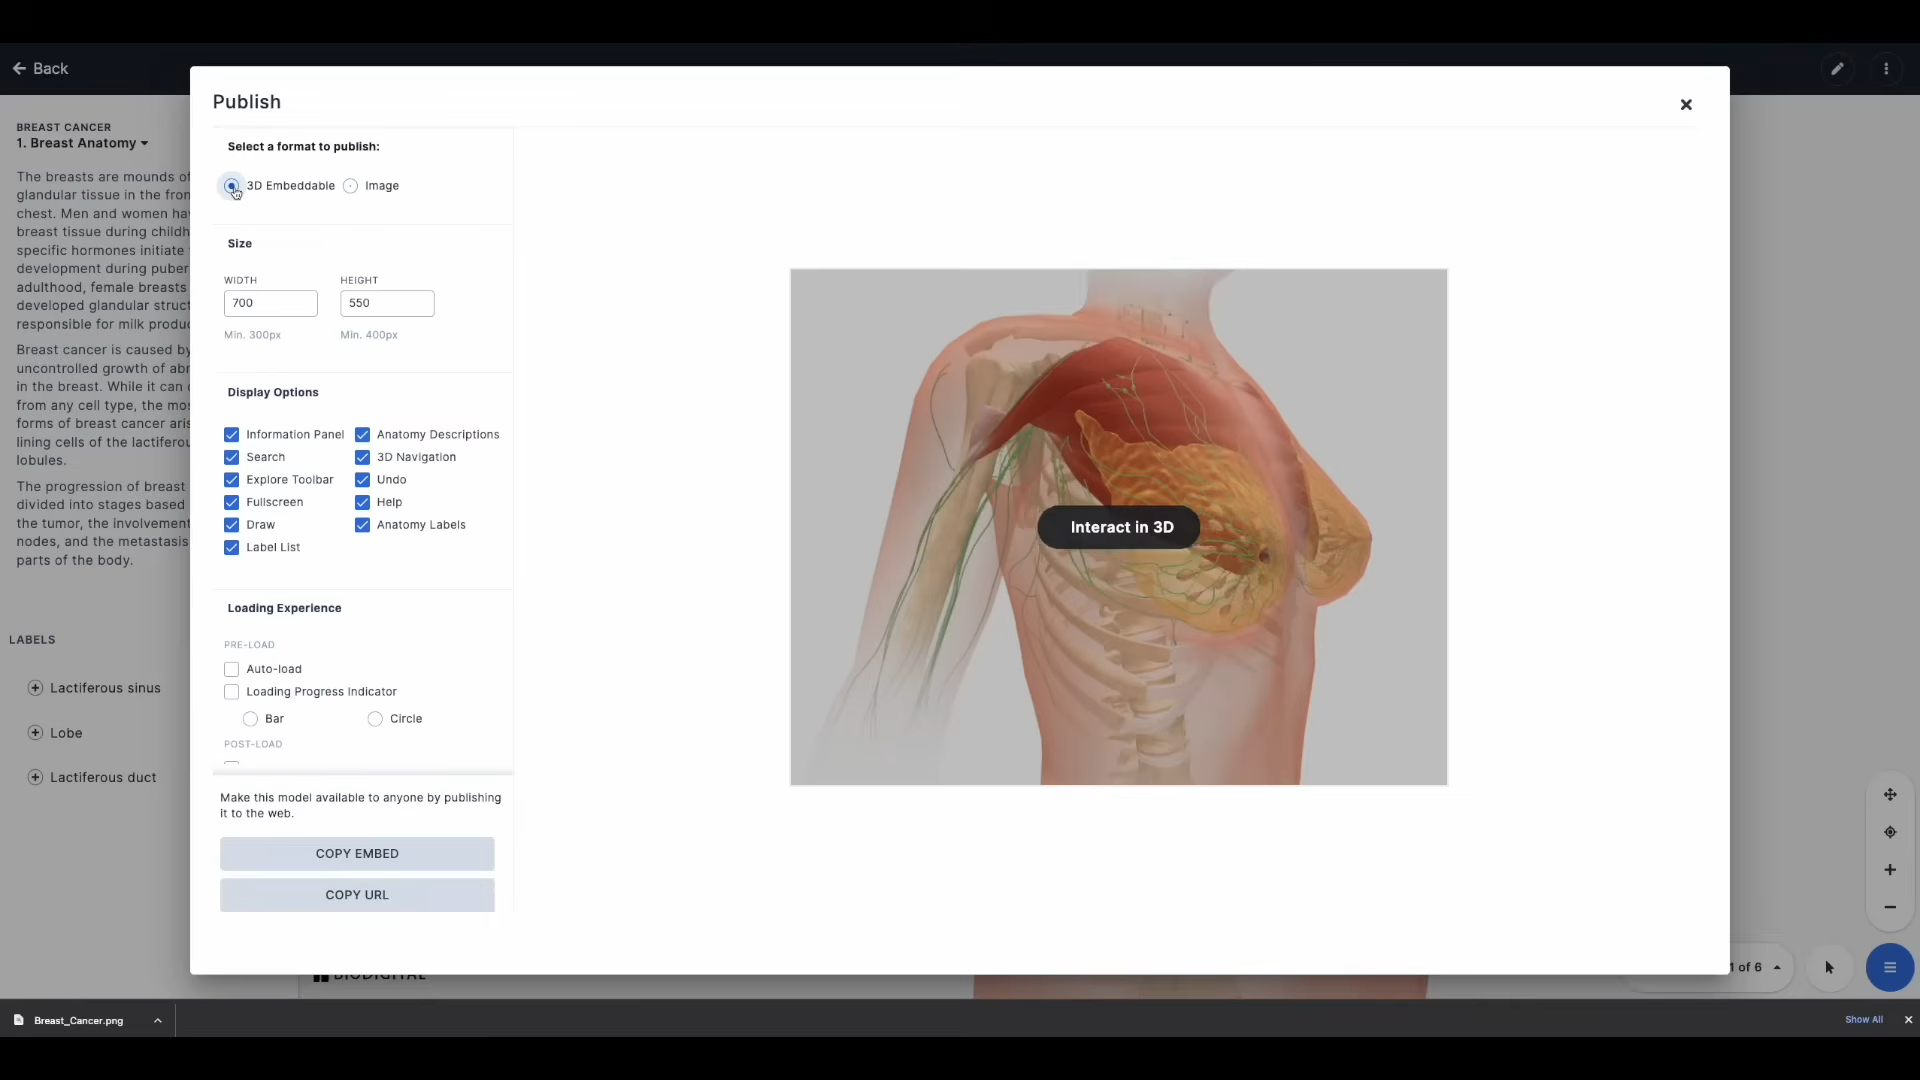 Back
BREAST CANCER
1. Breast Anatomy
The breasts are mounds of
glandular tissue in the fron
chest. Men and women ha
breast tissue during childh
specific hormones initiate
development during puber
adulthood, female breasts
developed glandular struct
responsible for milk produ
Breast cancer is caused by
uncontrolled growth of abn
in the breast. While it can
from any cell type, the mos
forms of breast cancer aris
lining cells of the lactiferou
lobules.
The progression of breast
divided into stages based
the tumor, the involvement
nodes, and the metastasis
parts of the body.
LABELS
Lactiferous sinus
Lobe
Lactiferous duct
Publish
Select a format to publish:
3D Embeddable Image
Size
WIDTH HEIGHT
700 550
Min. 300px Min. 400px
Display Options
Information Panel Anatomy Descriptions
Search 3D Navigation
Explore Toolbar Undo
Fullscreen Help
Draw Anatomy Labels
Label List
Loading Experience
PRE-LOAD
Auto-load
Loading Progress Indicator
Bar Circle
POST-LOAD
Make this model available to anyone by publishing
it to the web.
COPY EMBED
COPY URL
Interact in 3D
BIODIGITAL
1 of 6
Breast_Cancer.png
Show All